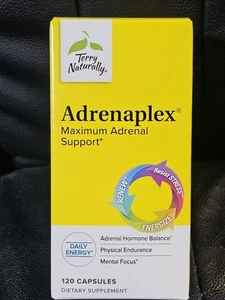 Terry
Naturally®
Adrenaplex®
Maximum Adrenal
Support*
RENEW*
Resist STRESS*
ENERGIZE*
DAILY
ENERGY*
Adrenal Hormone Balance*
Physical Endurance
Mental Focus*
120 CAPSULES
DIETARY SUPPLEMENT